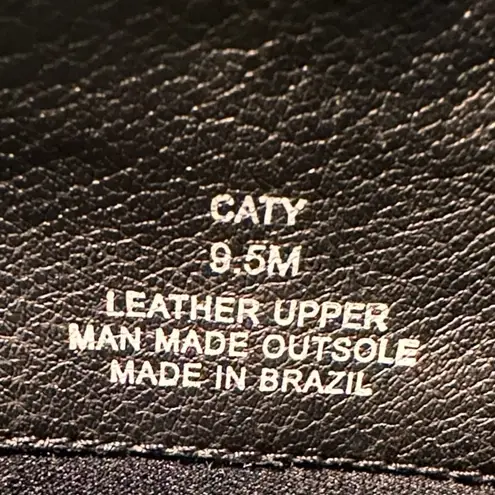 CATY
9.5M
LEATHER UPPER
MAN MADE OUTSOLE
MADE IN BRAZIL